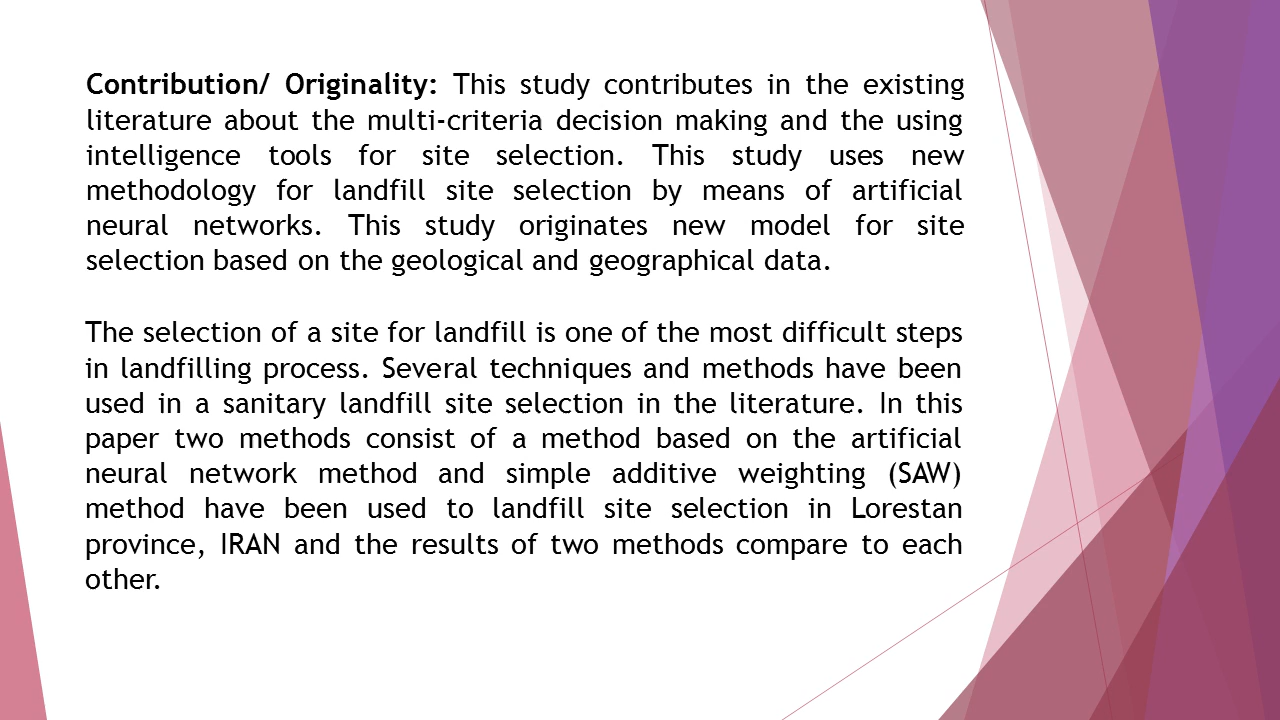 Contribution/ Originality: This study contributes in the existing
literature about the multi-criteria decision making and the using
intelligence tools for site selection. This study uses new
methodology for landfill site selection by means of artificial
neural networks. This study originates new model for site
selection based on the geological and geographical data.
The selection of a site for landfill is one of the most difficult steps
in landfilling process. Several techniques and methods have been
used in a sanitary landfill site selection in the literature. In this
paper two methods consist of a method based on the artificial
neural network method and simple additive weighting (SAW)
method have been used to landfill site selection in Lorestan
province, IRAN and the results of two methods compare to each
other.